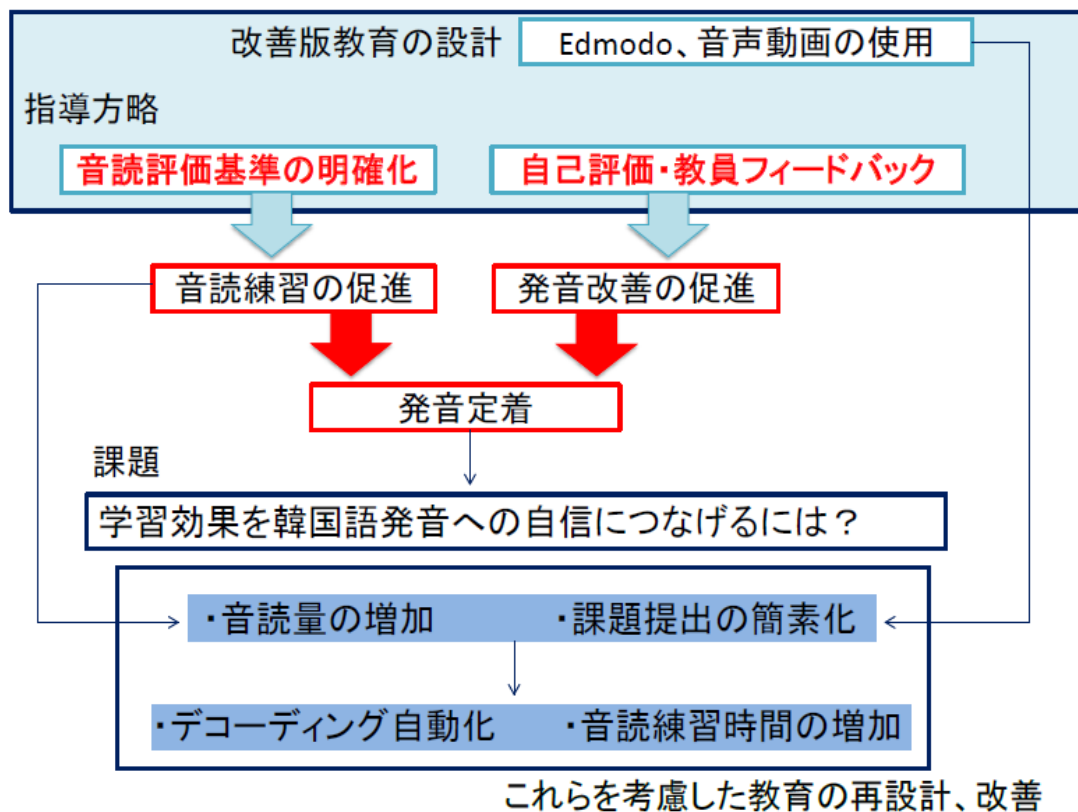 改善版教育の設計
Edmodo、音声動画の使用
指導方略
音読評価基準の明確化
自己評価・教員フィードバック
音読練習の促進
発音改善の促進
発音定着
課題
学習効果を韓国語発音への自信につなげるには？
・音読量の増加
・課題提出の簡素化
・デコーディング自動化
・音読練習時間の増加
これらを考慮した教育の再設計、改善